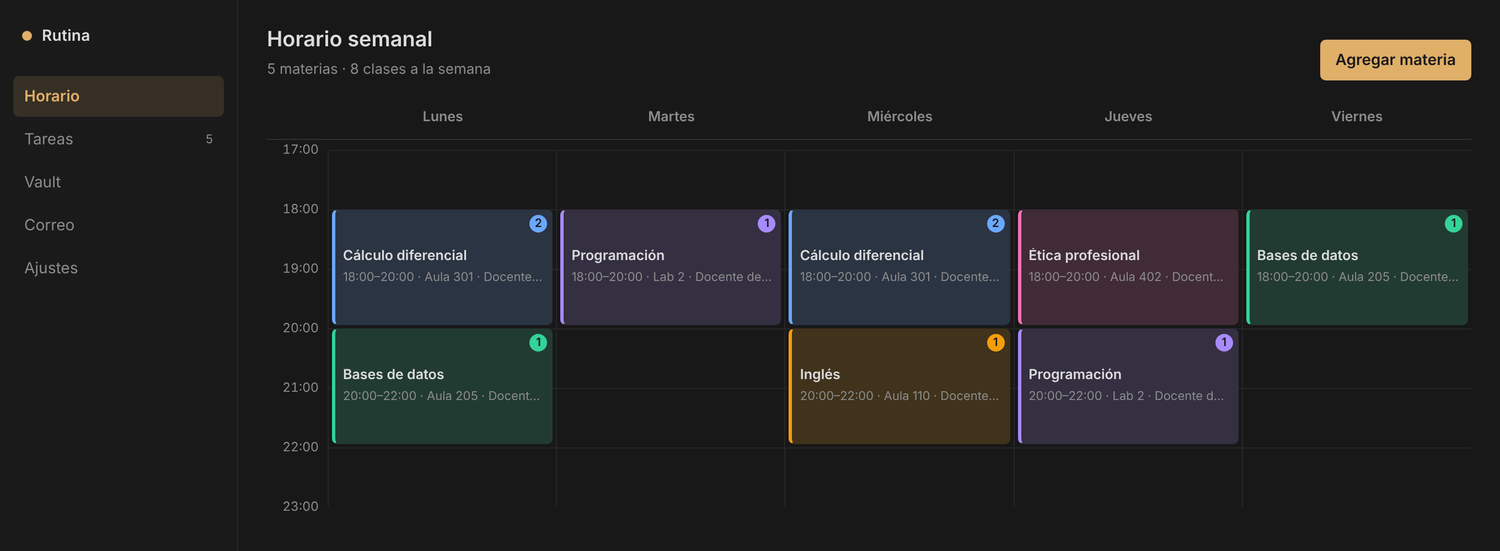 Rutina
Horario
Tareas 5
Vault
Correo
Ajustes
Horario semanal
5 materias · 8 clases a la semana
Agregar materia
Lunes Martes Miércoles Jueves Viernes
17:00
18:00
19:00
20:00
21:00
22:00
23:00
2
Cálculo diferencial
18:00–20:00 · Aula 301 · Docente...
1
Bases de datos
20:00–22:00 · Aula 205 · Docent...
1
Programación
18:00–20:00 · Lab 2 · Docente de...
2
Cálculo diferencial
18:00–20:00 · Aula 301 · Docente...
1
Inglés
20:00–22:00 · Aula 110 · Docente...
Ética profesional
18:00–20:00 · Aula 402 · Docent...
1
Programación
20:00–22:00 · Lab 2 · Docente d...
1
Bases de datos
18:00–20:00 · Aula 205 · Docente...